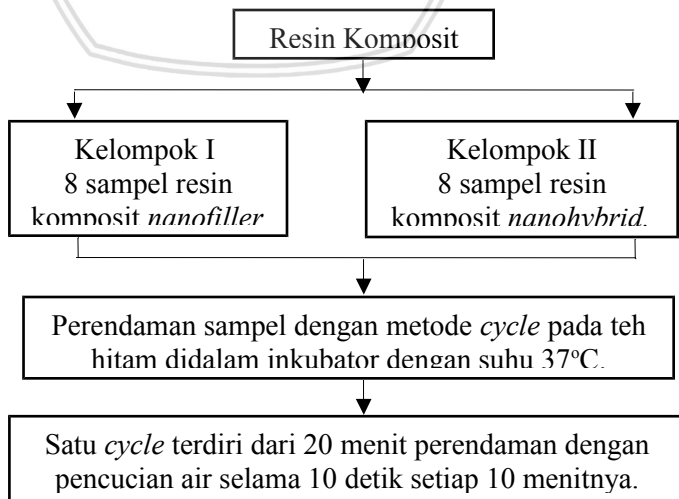 Resin Komposit
Kelompok I
8 sampel resin
komposit nanofiller
Kelompok II
8 sampel resin
komposit nanohybrid.
Perendaman sampel dengan metode cycle pada teh
hitam didalam inkubator dengan suhu 37°C.
Satu cycle terdiri dari 20 menit perendaman dengan
pencucian air selama 10 detik setiap 10 menitnya.